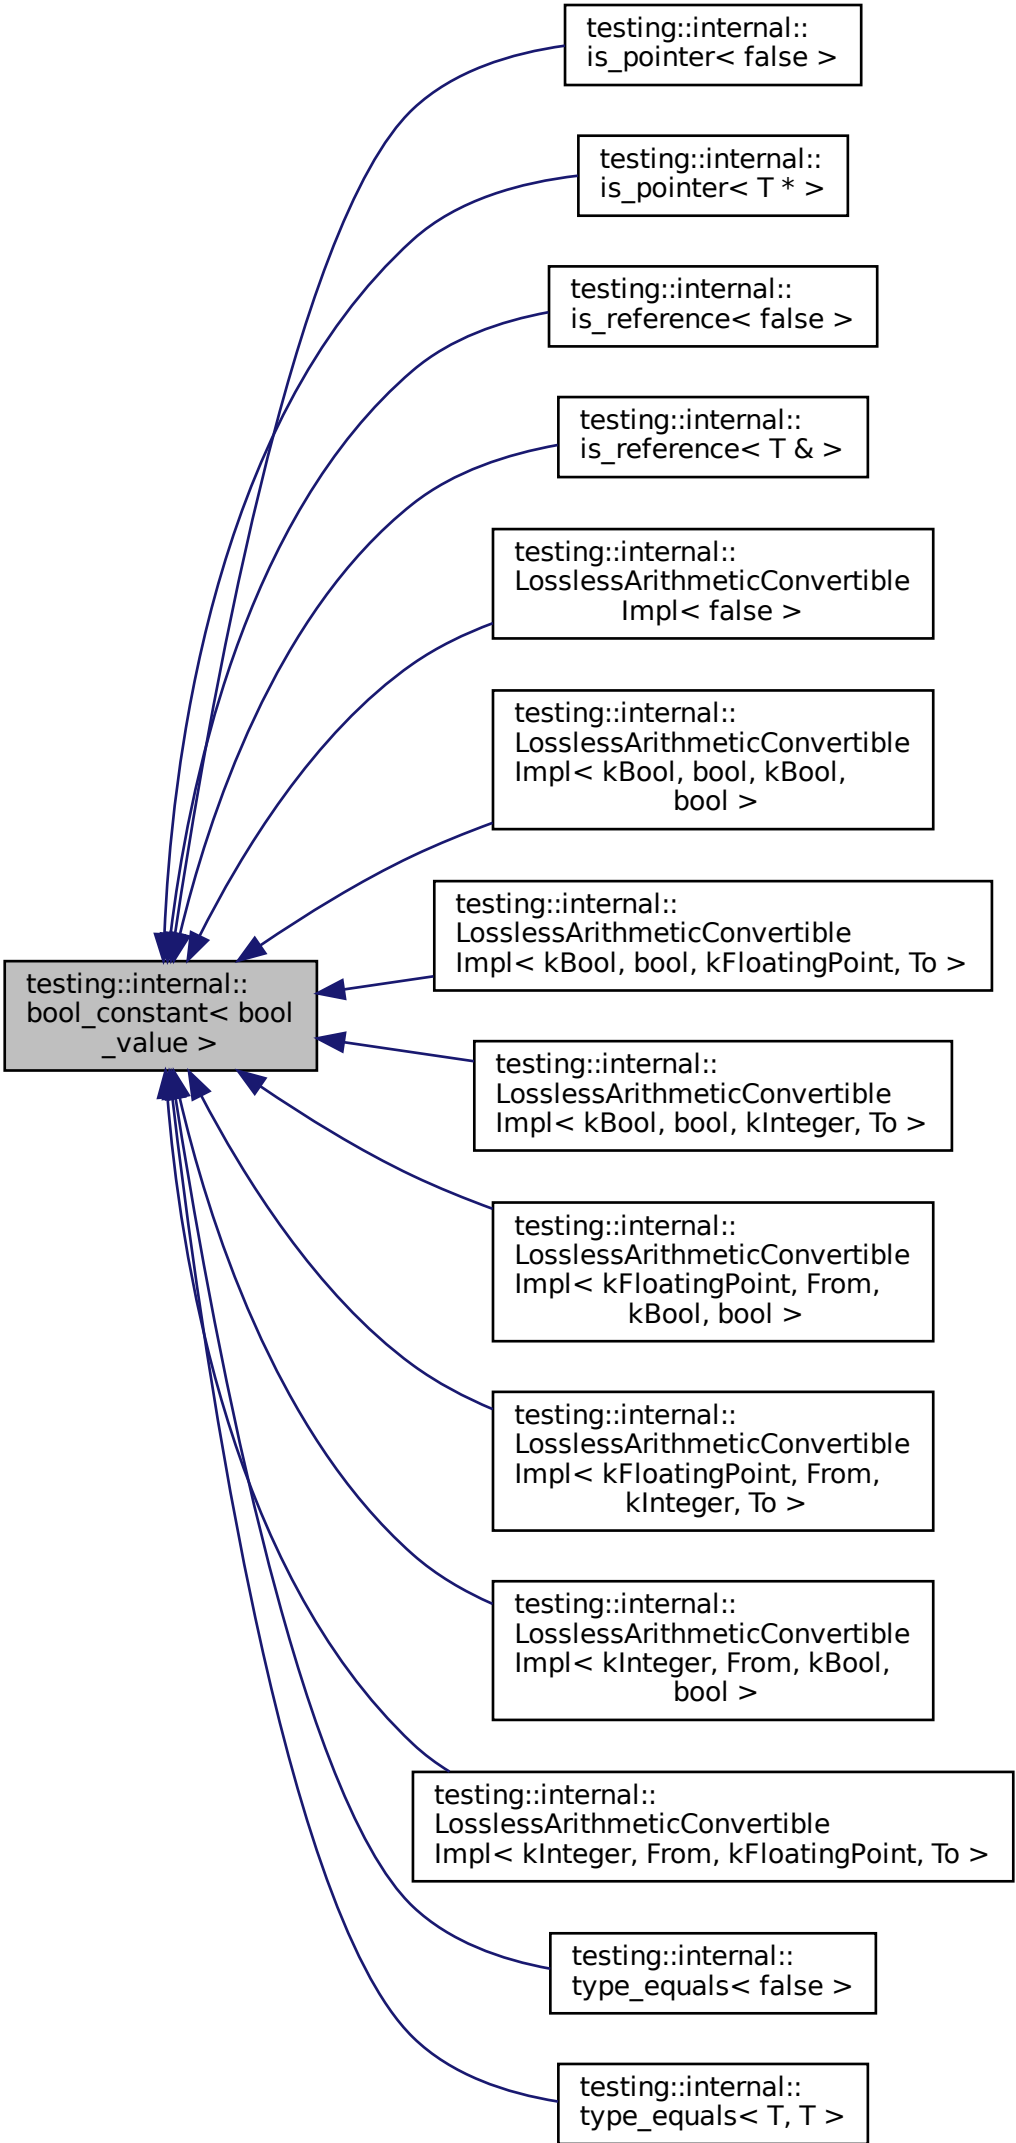 testing::internal::
is_pointer< false >
testing::internal::
is_pointer< T * >
testing::internal::
is_reference< false >
testing::internal::
is_reference< T & >
testing::internal::
LosslessArithmeticConvertible
Impl< false >
testing::internal::
LosslessArithmeticConvertible
Impl< kBool, bool, kBool,
bool >
testing::internal::
LosslessArithmeticConvertible
Impl< kBool, bool, kFloatingPoint, To >
testing::internal::
bool_constant< bool
_value >
testing::internal::
LosslessArithmeticConvertible
Impl< kBool, bool, kInteger, To >
testing::internal::
LosslessArithmeticConvertible
Impl< kFloatingPoint, From,
kBool, bool >
testing::internal::
LosslessArithmeticConvertible
Impl< kFloatingPoint, From,
kInteger, To >
testing::internal::
LosslessArithmeticConvertible
Impl< kInteger, From, kBool,
bool >
testing::internal::
LosslessArithmeticConvertible
Impl< kInteger, From, kFloatingPoint, To >
testing::internal::
type_equals< false >
testing::internal::
type_equals< T, T >